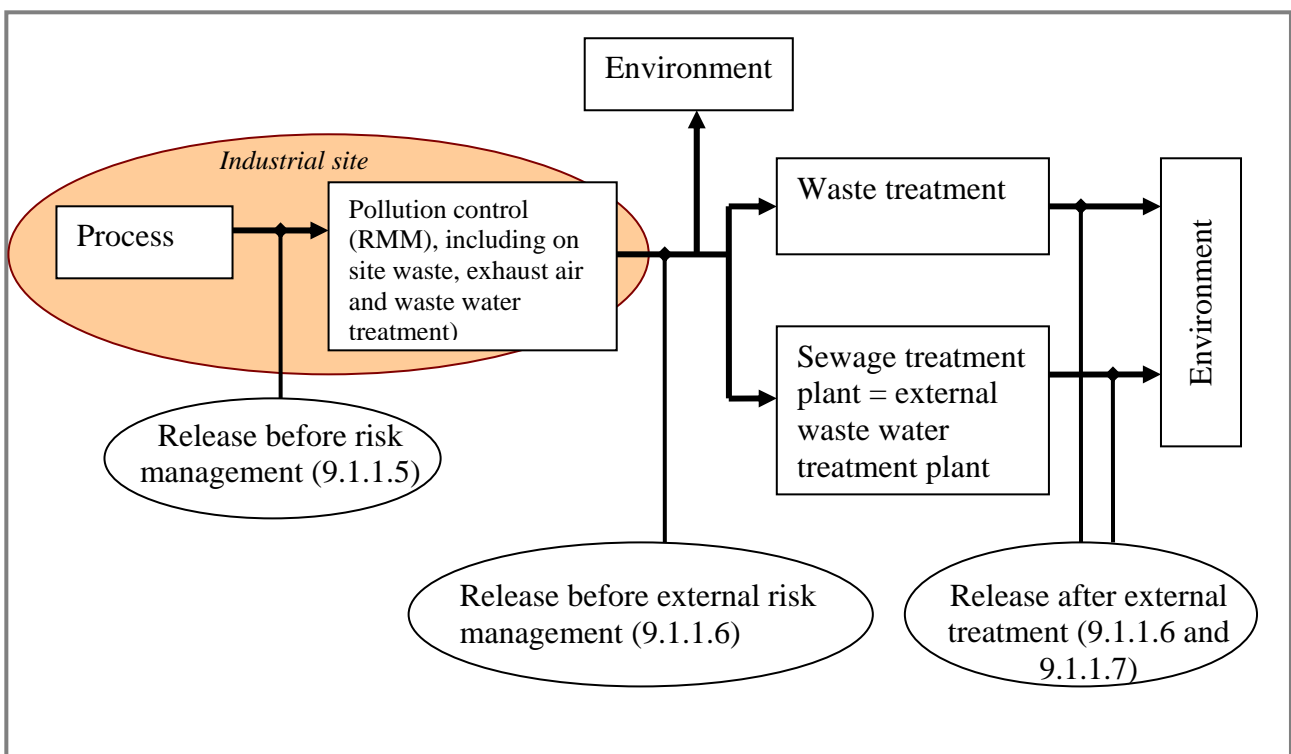 Environment
Industrial site
Process
Pollution control
(RMM), including on
site waste, exhaust air
and waste water
treatment)
Waste treatment
Sewage treatment
plant = external
waste water
treatment plant
Environment
Release before risk
management (9.1.1.5)
Release before external risk
management (9.1.1.6)
Release after external
treatment (9.1.1.6 and
9.1.1.7)